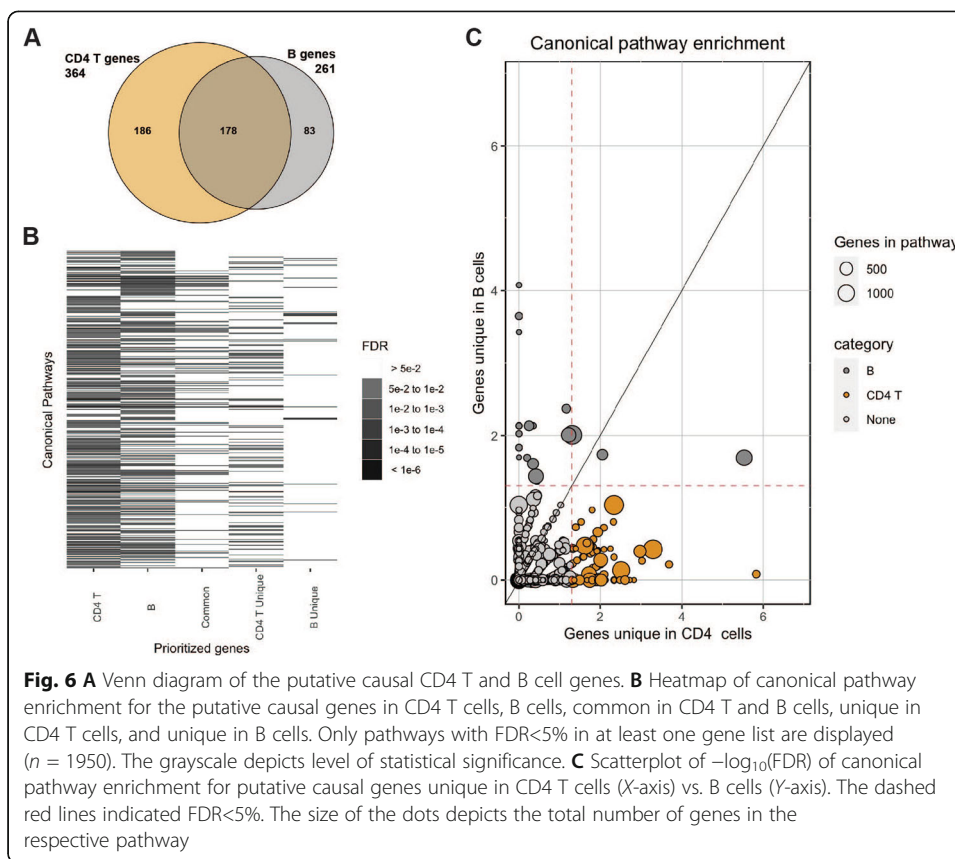 A
CD4 T genes
364
B genes
261
186
178
83
B
Canonical Pathways
FDR
> 5e-2
5e-2 to 1e-2
1e-2 to 1e-3
1e-3 to 1e-4
1e-4 to 1e-5
< 1e-6
CD4 T
B
Common
CD4 T Unique
B Unique
Prioritized genes
C
Canonical pathway enrichment
6
4
2
0
Genes unique in B cells
0
2
4
6
Genes unique in CD4 cells
Genes in pathway
500
1000
category
B
CD4 T
None
Fig. 6 A Venn diagram of the putative causal CD4 T and B cell genes. B Heatmap of canonical pathway
enrichment for the putative causal genes in CD4 T cells, B cells, common in CD4 T and B cells, unique in
CD4 T cells, and unique in B cells. Only pathways with FDR<5% in at least one gene list are displayed
(n = 1950). The grayscale depicts level of statistical significance. C Scatterplot of −log10(FDR) of canonical
pathway enrichment for putative causal genes unique in CD4 T cells (X-axis) vs. B cells (Y-axis). The dashed
red lines indicated FDR<5%. The size of the dots depicts the total number of genes in the
respective pathway